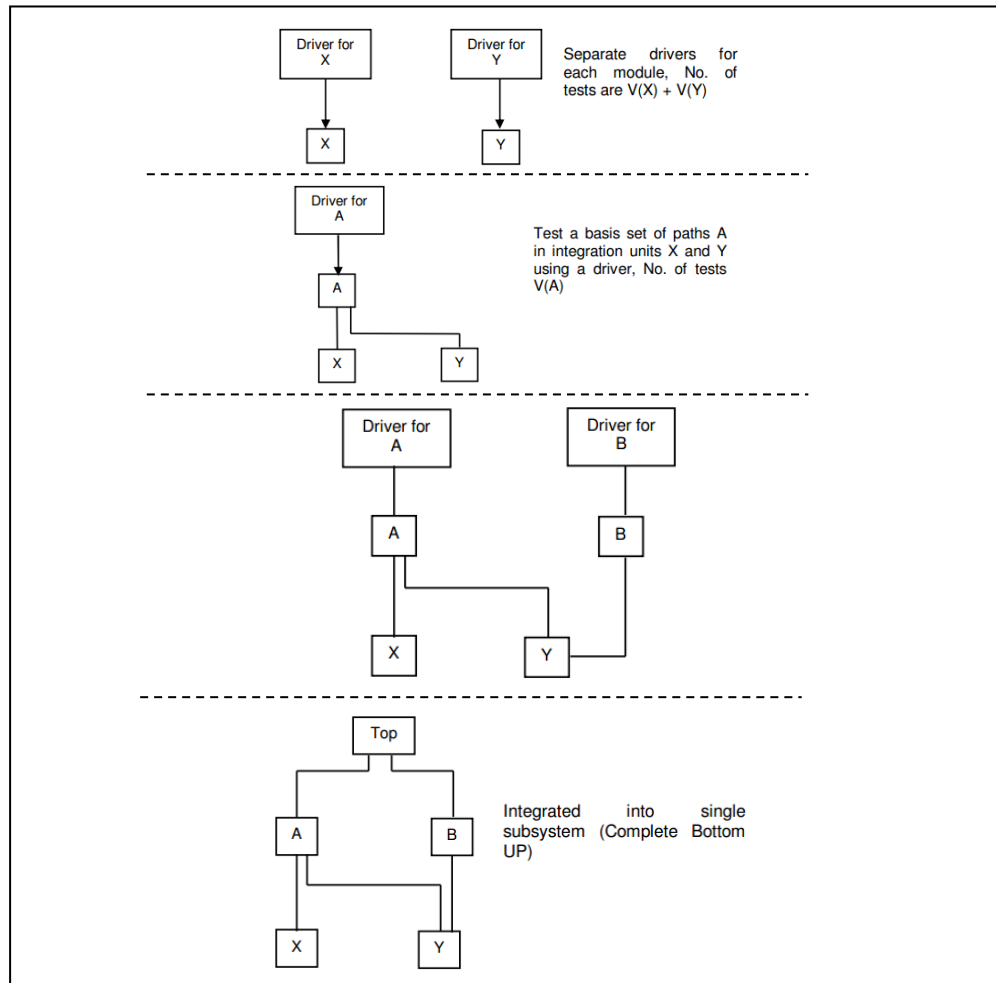 Driver for
X
Driver for
Y
Separate drivers for
each module, No. of
tests are V(X) + V(Y)
X
Y
Driver for
A
Test a basis set of paths A
in integration units X and Y
using a driver, No. of tests
V(A)
A
X
Y
Driver for
A
Driver for
B
A
B
X
Y
Top
A
B
Integrated into single
subsystem (Complete Bottom
UP)
X
Y